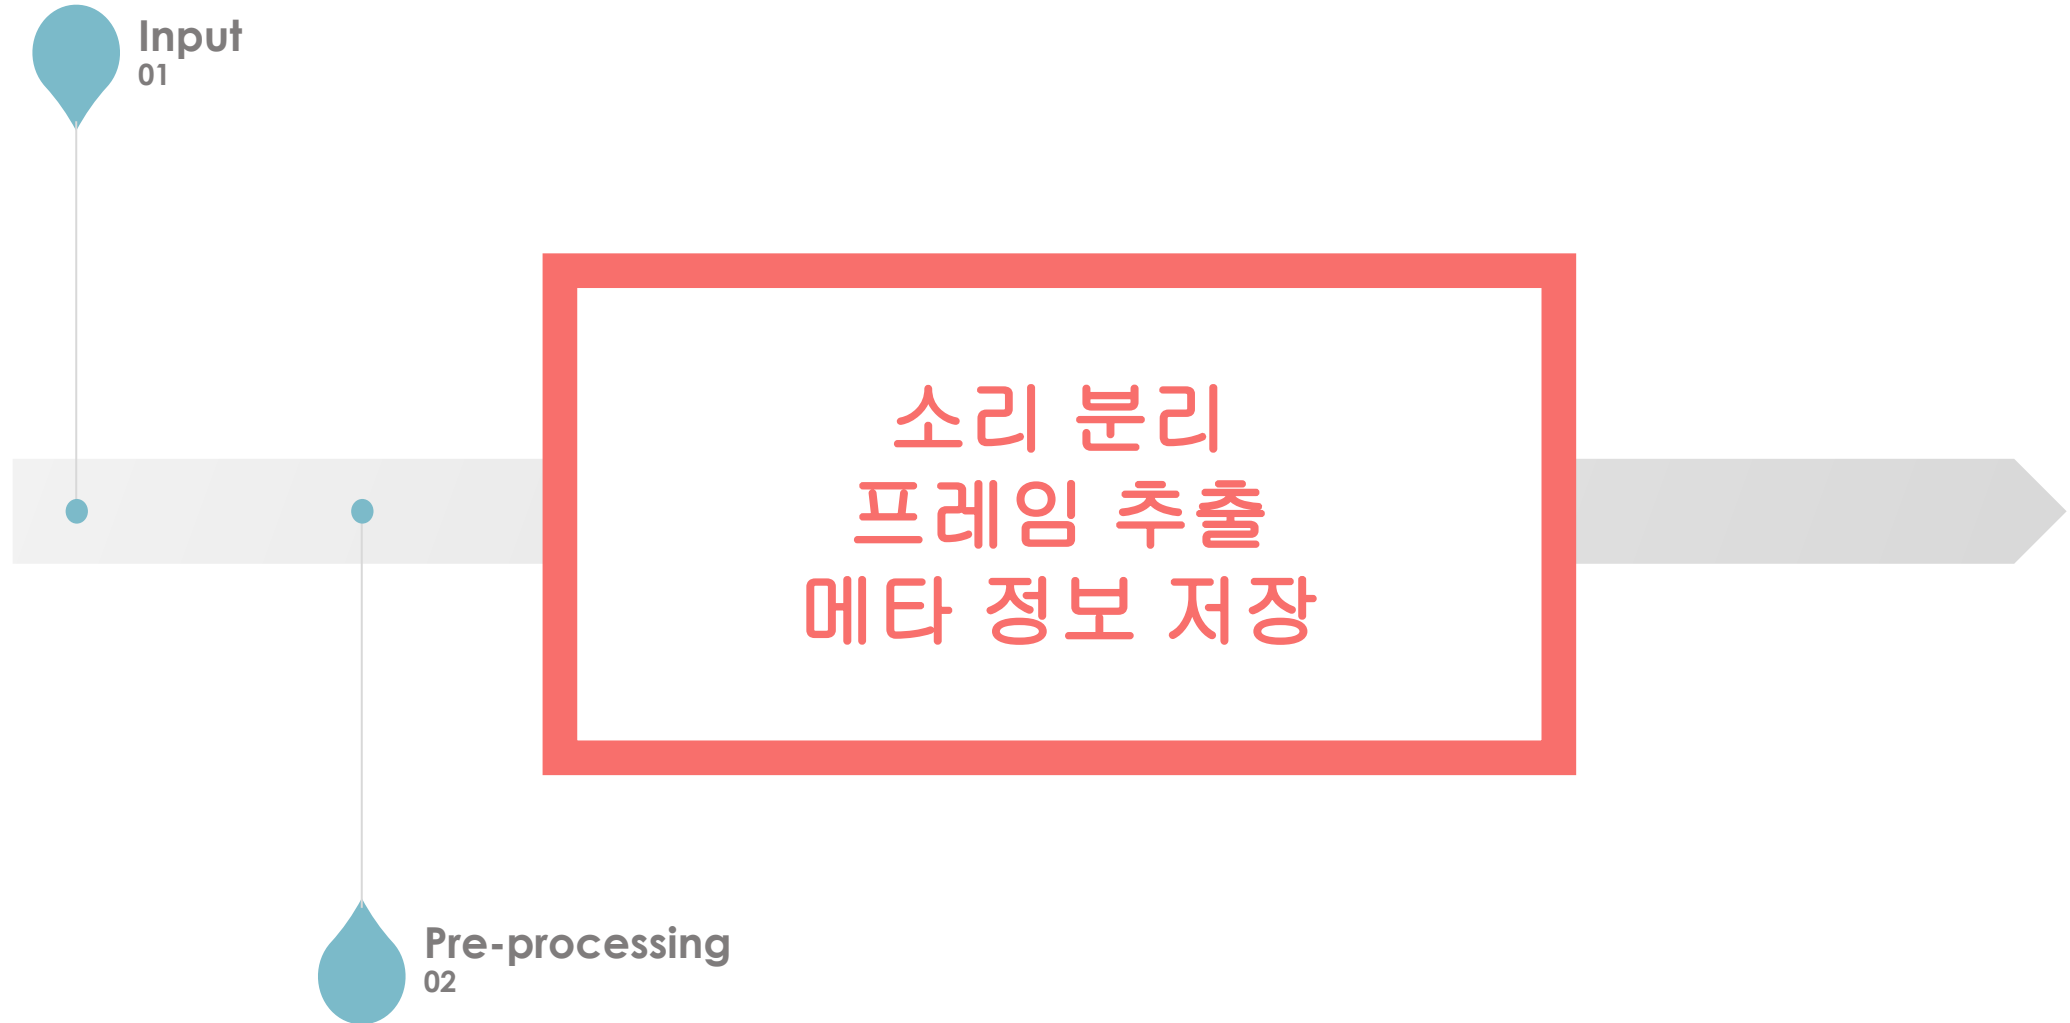 Input
01
소리 분리
프레임 추출
메타 정보 저장
Pre-processing
02